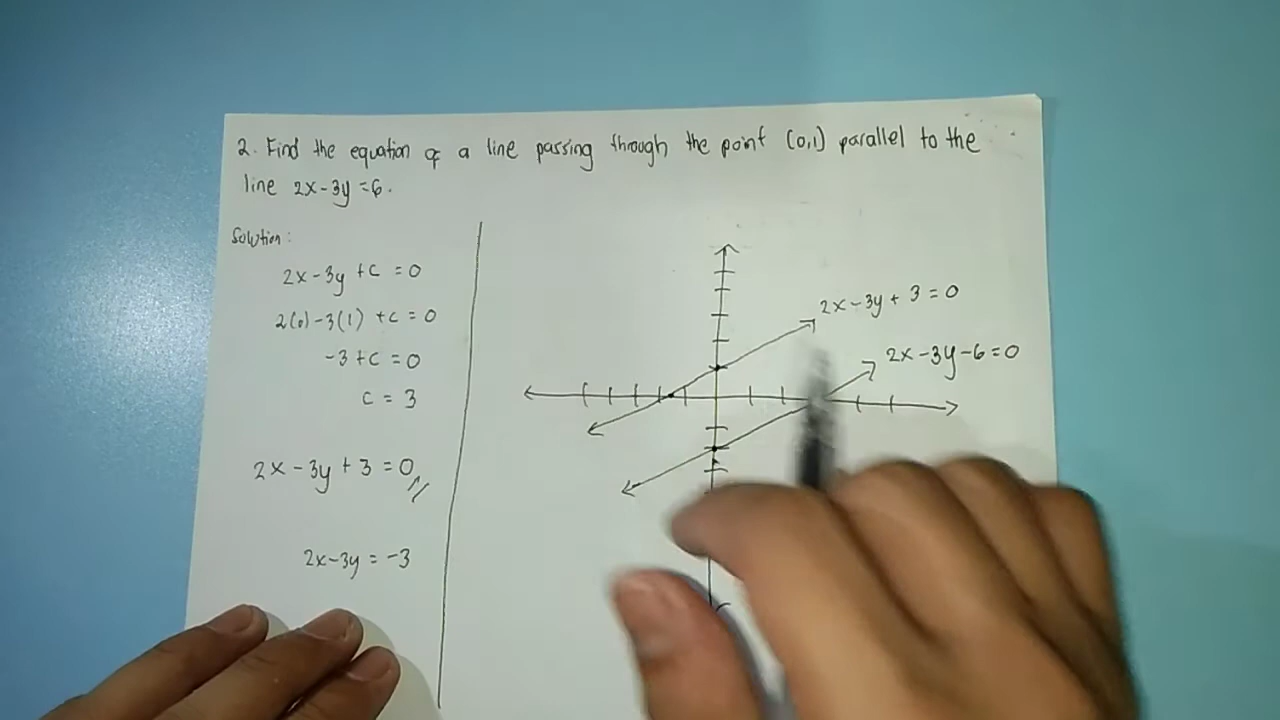 2. Find the equation of a line passing through the point (0,1) parallel to the
line 2x-3y=6.
Solution:
2x-3y+c=0
2(0)-3(1)+c=0
-3+c=0
c=3
2x-3y+3=0
2x-3y=-3
2x-3y+3=0
2x-3y-6=0